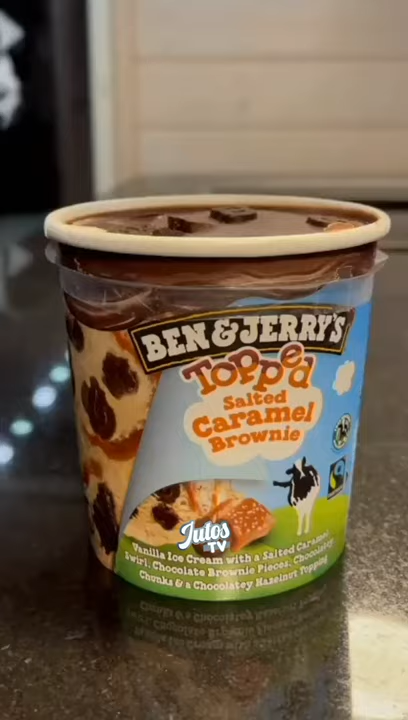 BEN & JERRY'S
Topped
Salted
Caramel
Brownie
Jutos
TV
Vanilla Ice Cream with a Salted Caramel
Swirl, Chocolate Brownie Pieces, Chocolatey
Chunks & a Chocolatey Hazelnut Topping